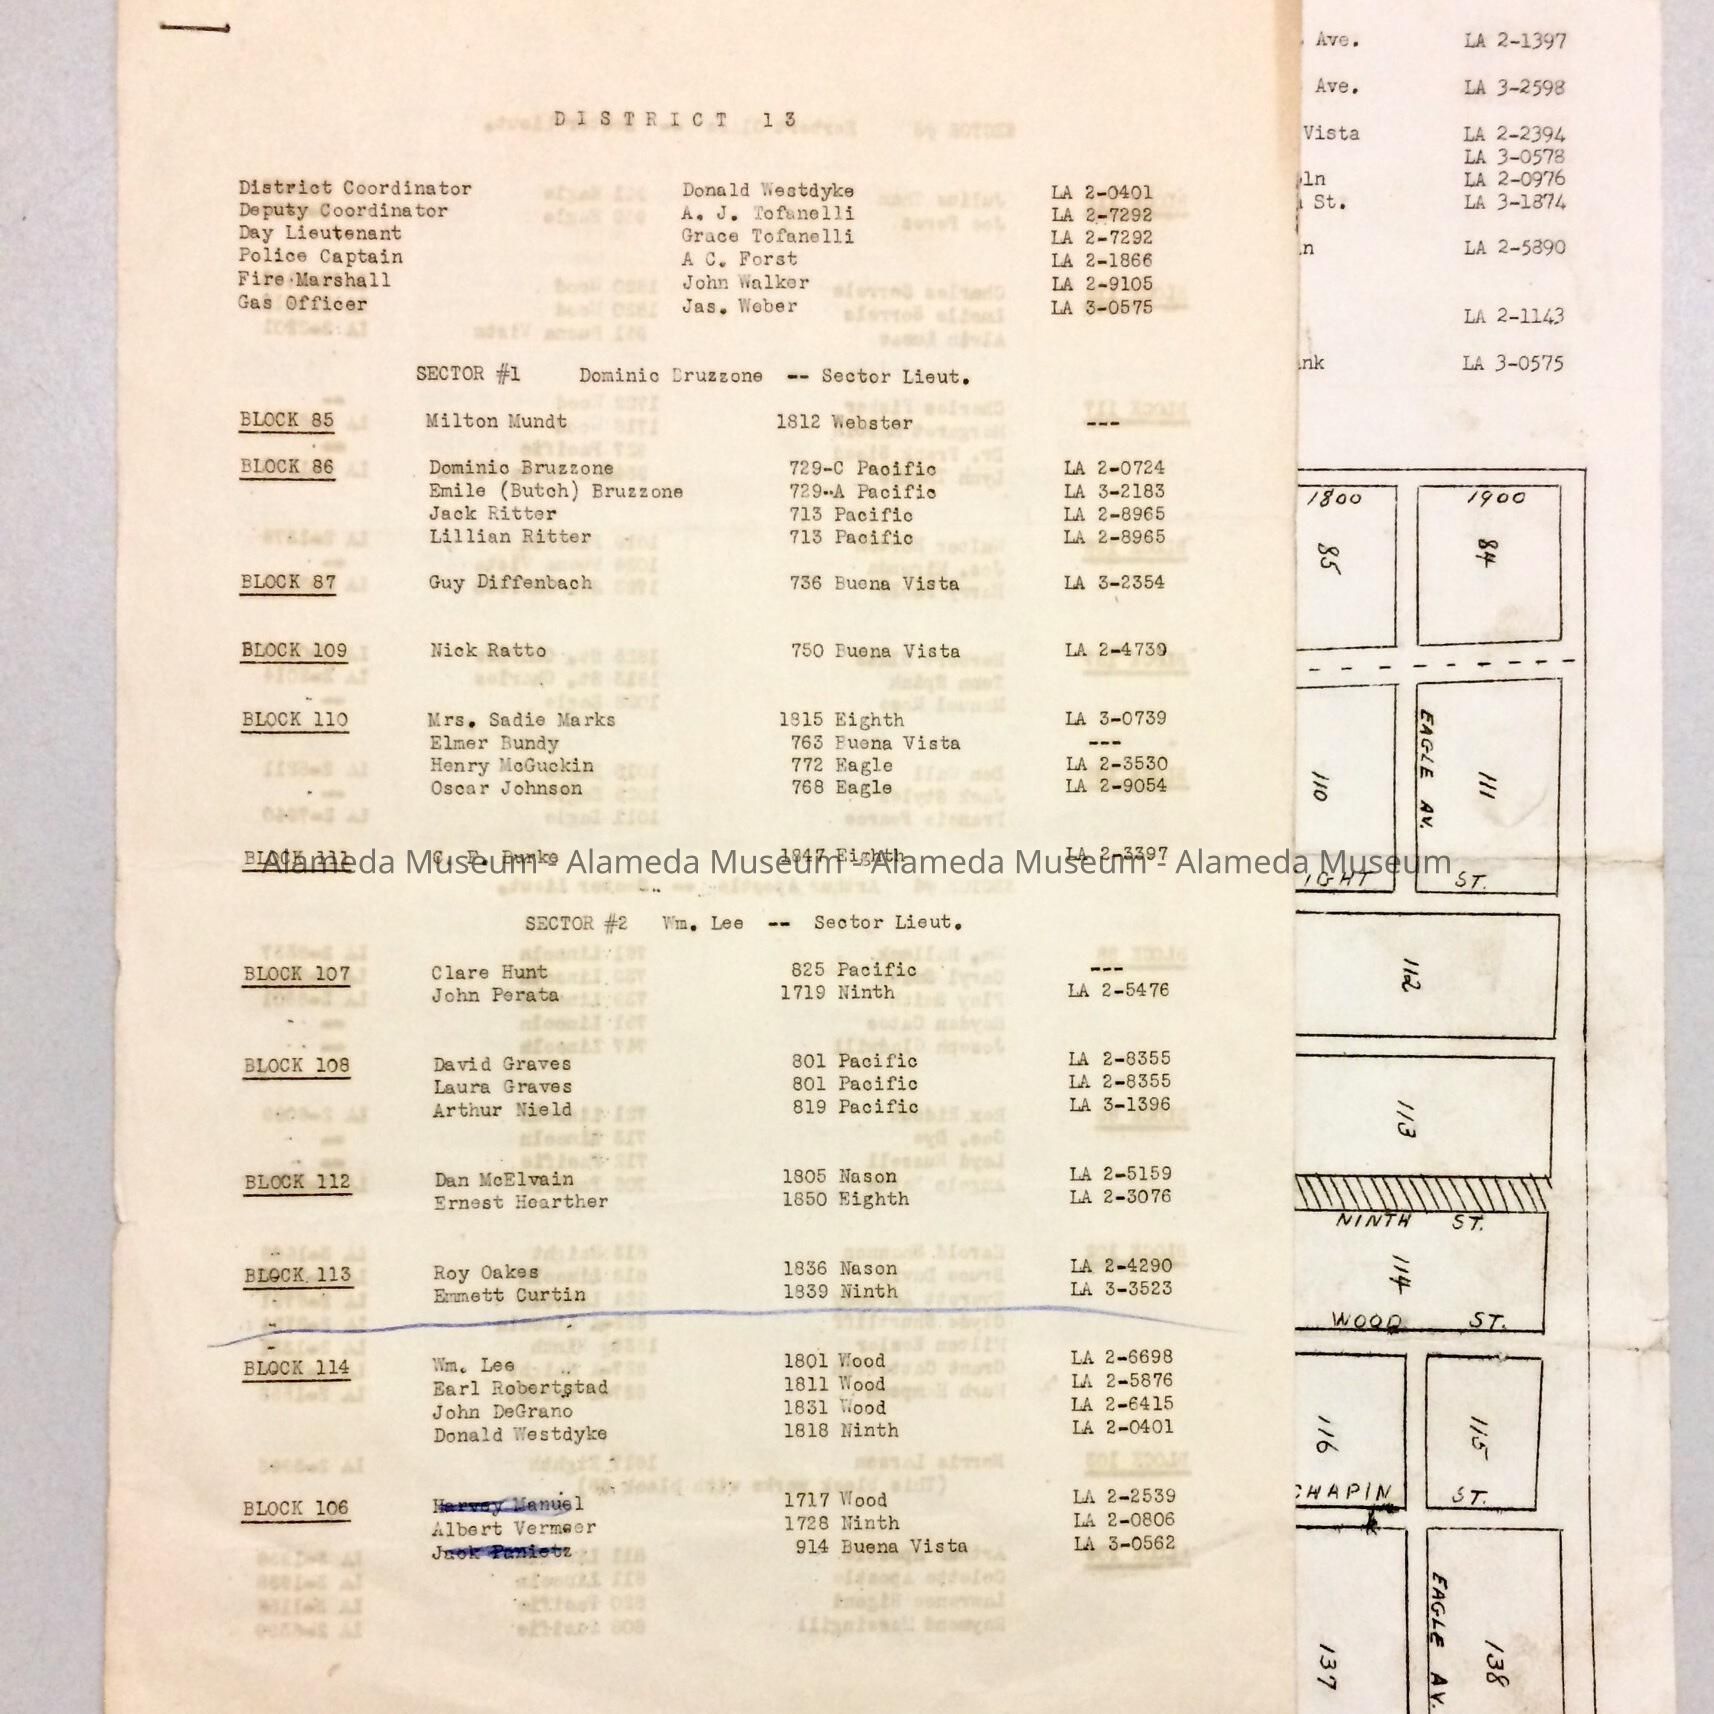 DISTRICT 13
District Coordinator Donald Westdyke LA 2-0401
Deputy Coordinator A. J. Tofanelli LA 2-7292
Day Lieutenant Grace Tofanelli LA 2-7292
Police Captain A C. Forst LA 2-1866
Fire Marshall John Walker LA 2-9105
Gas Officer Jas. Weber LA 3-0575
SECTOR #1 Dominic Bruzzone -- Sector Lieut.
BLOCK 85 Milton Mundt 1812 Webster ---
BLOCK 86 Dominic Bruzzone 729-C Pacific LA 2-0724
Emile (Butch) Bruzzone 729-A Pacific LA 3-2183
Jack Ritter 713 Pacific LA 2-8965
Lillian Ritter 713 Pacific LA 2-8965
BLOCK 87 Guy Diffenbach 736 Buena Vista LA 3-2354
BLOCK 109 Nick Ratto 750 Buena Vista LA 2-4739
BLOCK 110 Mrs. Sadie Marks 1815 Eighth LA 3-0739
Elmer Bundy 763 Buena Vista ---
Henry McGuckin 772 Eagle LA 2-3530
Oscar Johnson 768 Eagle LA 2-9054
BLOCK 111 C. F. Burke 1847 Eighth LA 2-3397
Alameda Museum - Alameda Museum - Alameda Museum - Alameda Museum
SECTOR #2 Wm. Lee -- Sector Lieut.
BLOCK 107 Clare Hunt 825 Pacific ---
John Perata 1719 Ninth LA 2-5476
BLOCK 108 David Graves 801 Pacific LA 2-8355
Laura Graves 801 Pacific LA 2-8355
Arthur Nield 819 Pacific LA 3-1396
BLOCK 112 Dan McElvain 1805 Nason LA 2-5159
Ernest Hearther 1850 Eighth LA 2-3076
BLOCK 113 Roy Oakes 1836 Nason LA 2-4290
Emmett Curtin 1839 Ninth LA 3-3523
BLOCK 114 Wm. Lee 1801 Wood LA 2-6698
Earl Robertstad 1811 Wood LA 2-5876
John DeGrano 1831 Wood LA 2-6415
Donald Westdyke 1818 Ninth LA 2-0401
BLOCK 106 Harvey Manuel 1717 Wood LA 2-2539
Albert Vermeer 1728 Ninth LA 2-0806
Jack 914 Buena Vista LA 3-0562
Ave. LA 2-1397
Ave. LA 3-2598
Vista LA 2-2394
LA 3-0578
ln LA 2-0976
St. LA 3-1874
n LA 2-5890
LA 2-1143
nk LA 3-0575
1800 1900
85 84
EAGLE AV.
110 111
IGHT ST.
112
113
NINTH ST.
114
WOOD ST.
116 115
CHAPIN ST.
EAGLE AV.
137 138